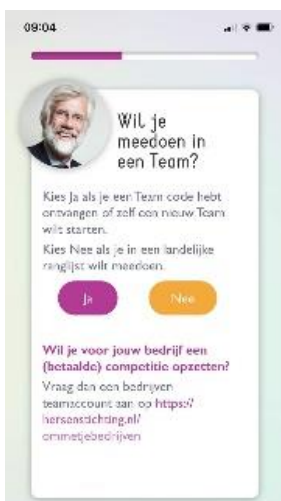 09:04
Wil je
meedoen in
een Team?
Kies Ja als je een Team code hebt
ontvangen of zelf een nieuw Team
wilt starten.
Kies Nee als je in een landelijke
ranglijst wilt meedoen.
Ja
Nee
Wil je voor jouw bedrijf een
(betaalde) competitie opzetten?
Vraag dan een bedrijven
teamaccount aan op https://
hersenstichting.nl/
ommetjebedrijven